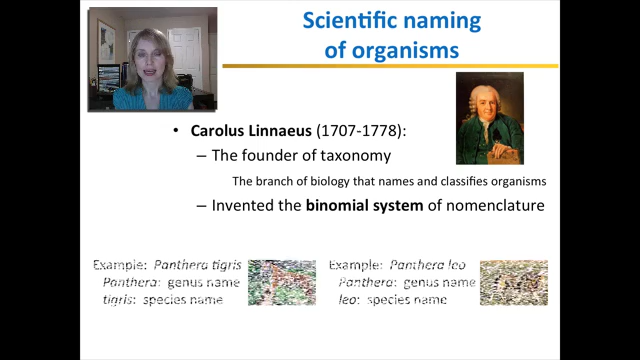 Scientific naming
of organisms
• Carolus Linnaeus (1707-1778):
– The founder of taxonomy
The branch of biology that names and classifies organisms
– Invented the binomial system of nomenclature
Example: Panthera tigris
Panthera: genus name
tigris: species name
Example: Panthera leo
Panthera: genus name
leo: species name